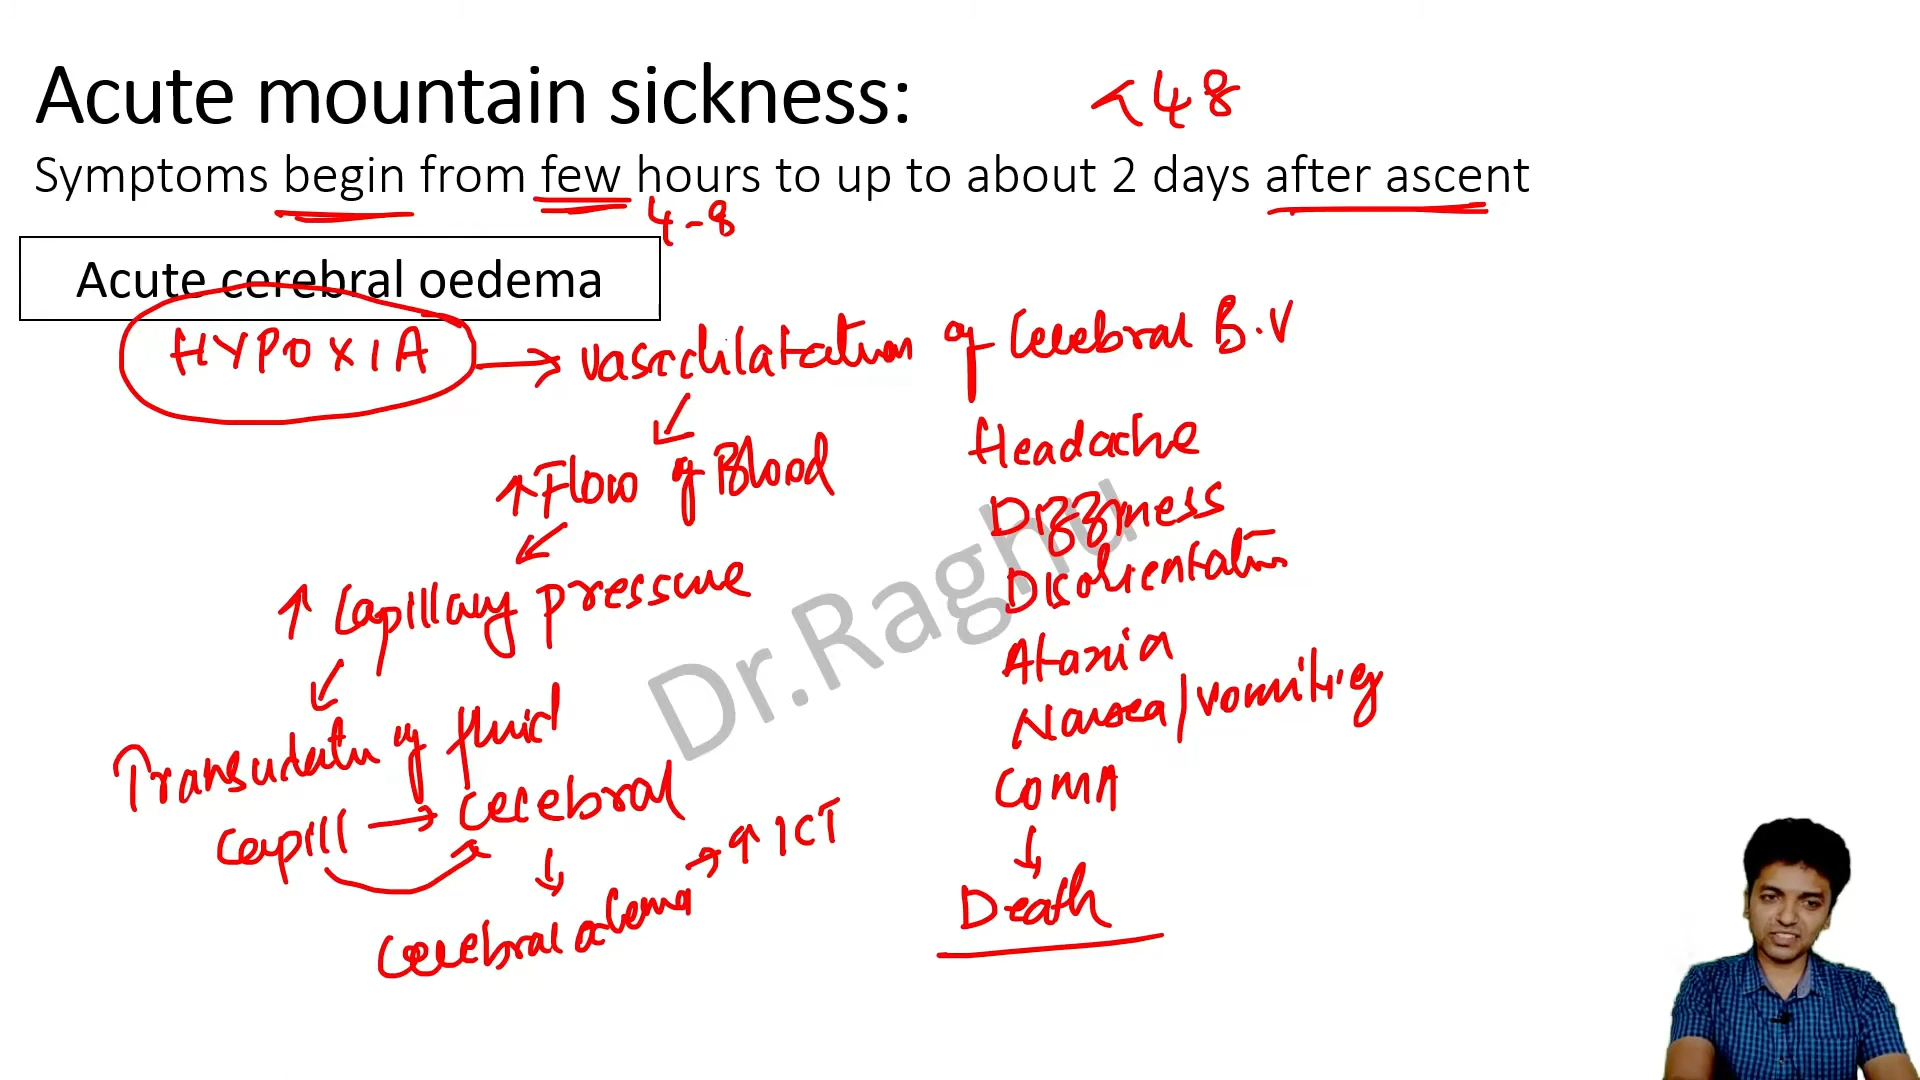 Acute mountain sickness:
<48
Symptoms begin from few hours to up to about 2 days after ascent
4-8
Acute cerebral oedema
HYPOXIA → vasodilatation of Cerebral B.V
↑ Flow of Blood
↑ Capillary pressure
Transudatn of fluid
Capill → Cerebral
Cerebral oedema → ↑ ICT
Headache
Dizziness
Disorientation
Ataxia
Nausea/vomiting
COMA
↓
Death
Dr.Raghu